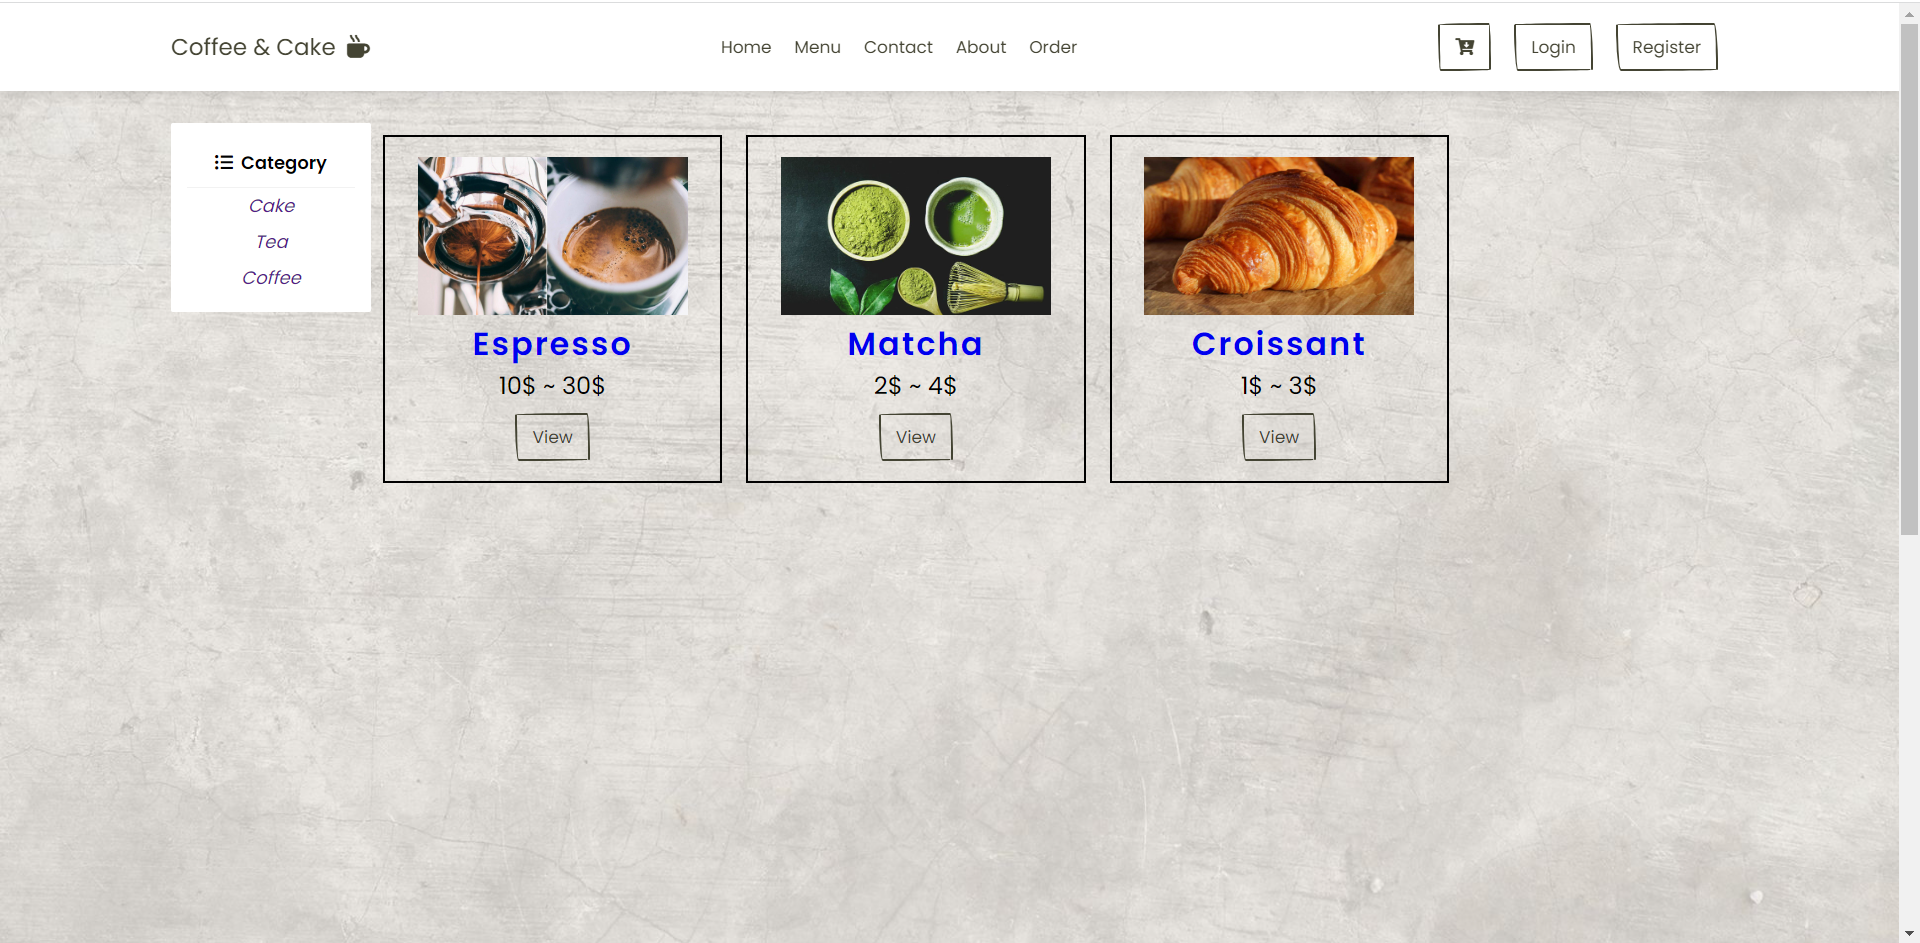 Coffee & Cake
Home Menu Contact About Order
Login Register
Category
Cake
Tea
Coffee
Espresso
10$ ~ 30$
View
Matcha
2$ ~ 4$
View
Croissant
1$ ~ 3$
View